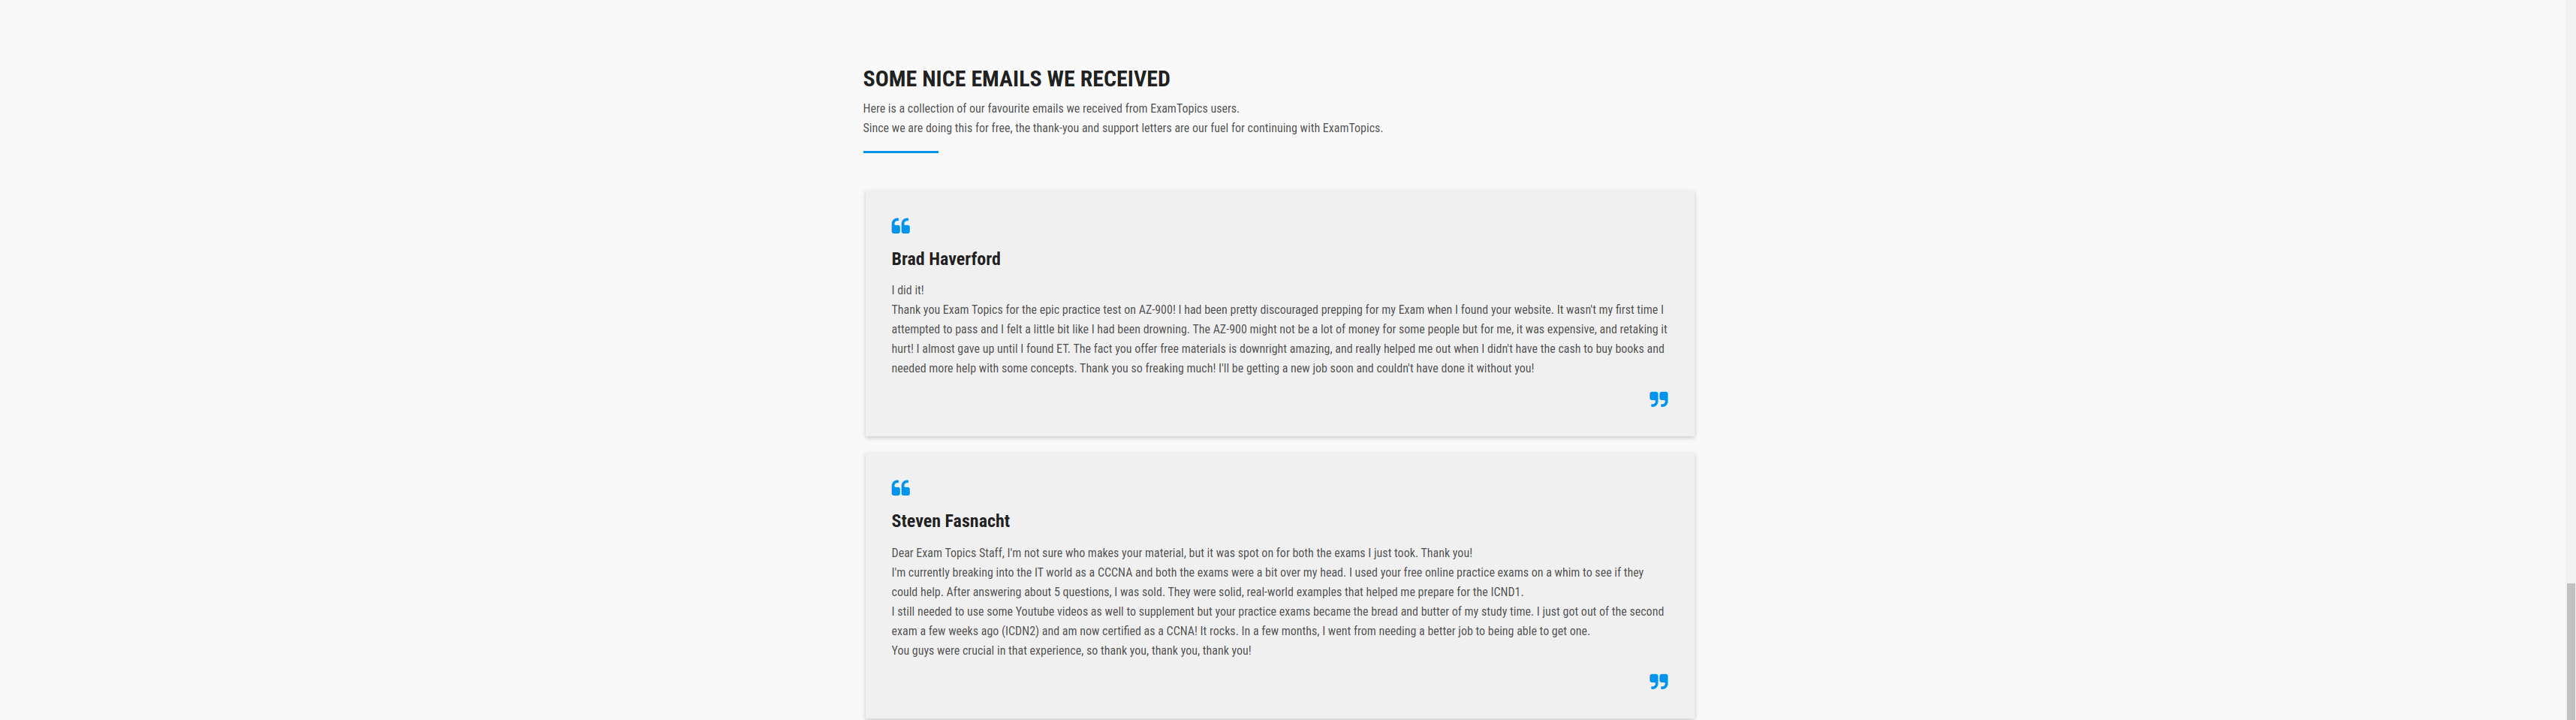 SOME NICE EMAILS WE RECEIVED
Here is a collection of our favourite emails we received from ExamTopics users.
Since we are doing this for free, the thank-you and support letters are our fuel for continuing with ExamTopics.
Brad Haverford
I did it!
Thank you Exam Topics for the epic practice test on AZ-900! I had been pretty discouraged prepping for my Exam when I found your website. It wasn't my first time I
attempted to pass and I felt a little bit like I had been drowning. The AZ-900 might not be a lot of money for some people but for me, it was expensive, and retaking it
hurt! I almost gave up until I found ET. The fact you offer free materials is downright amazing, and really helped me out when I didn't have the cash to buy books and
needed more help with some concepts. Thank you so freaking much! I'll be getting a new job soon and couldn't have done it without you!
Steven Fasnacht
Dear Exam Topics Staff, I'm not sure who makes your material, but it was spot on for both the exams I just took. Thank you!
I'm currently breaking into the IT world as a CCCNA and both the exams were a bit over my head. I used your free online practice exams on a whim to see if they
could help. After answering about 5 questions, I was sold. They were solid, real-world examples that helped me prepare for the ICND1.
I still needed to use some Youtube videos as well to supplement but your practice exams became the bread and butter of my study time. I just got out of the second
exam a few weeks ago (ICDN2) and am now certified as a CCNA! It rocks. In a few months, I went from needing a better job to being able to get one.
You guys were crucial in that experience, so thank you, thank you, thank you!